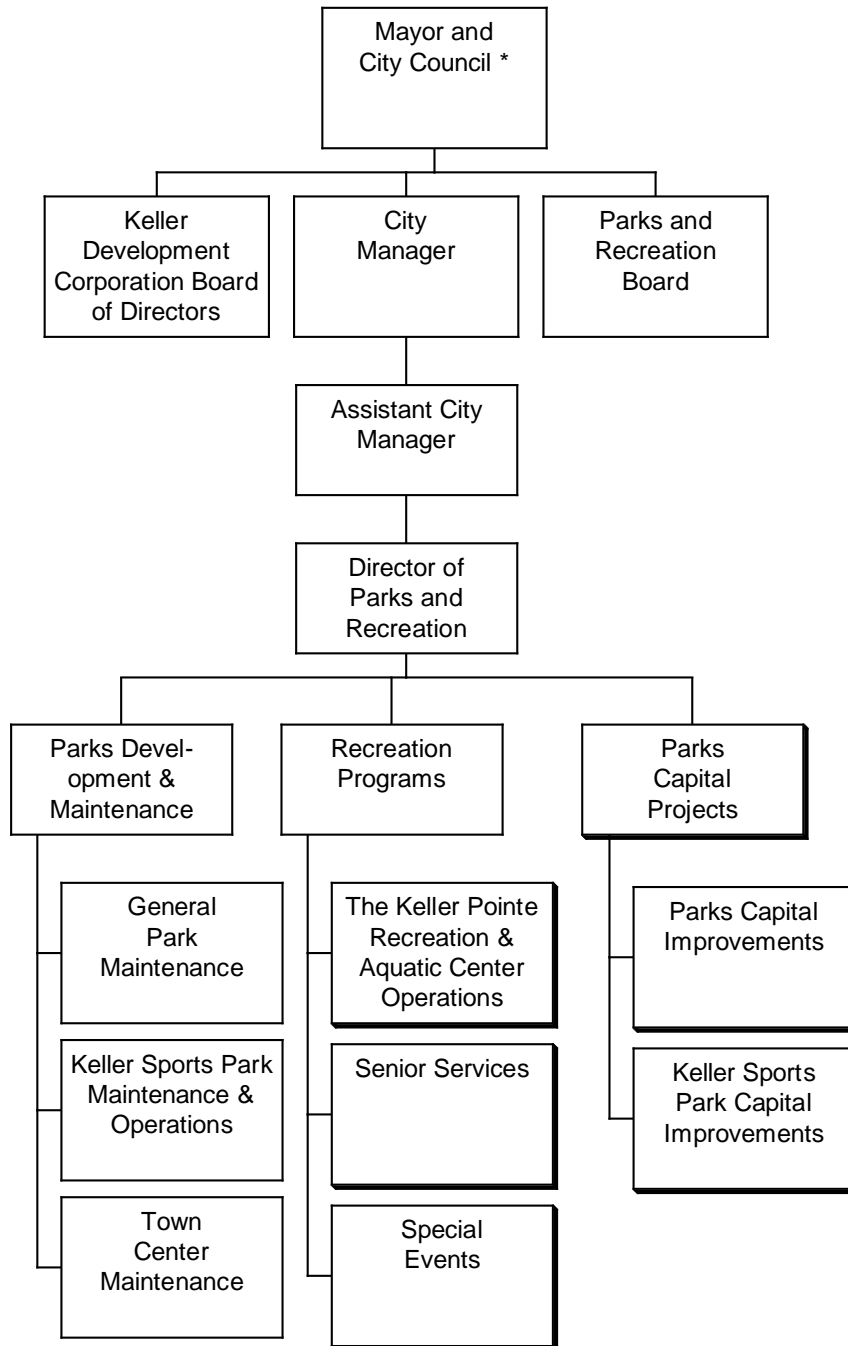 Mayor and
City Council *
Keller
Development
Corporation Board
of Directors
City
Manager
Parks and
Recreation
Board
Assistant City
Manager
Director of
Parks and
Recreation
Parks Devel-
opment &
Maintenance
Recreation
Programs
Parks
Capital
Projects
General
Park
Maintenance
The Keller Pointe
Recreation &
Aquatic Center
Operations
Parks Capital
Improvements
Keller Sports Park
Maintenance &
Operations
Senior Services
Keller Sports
Park Capital
Improvements
Town
Center
Maintenance
Special
Events